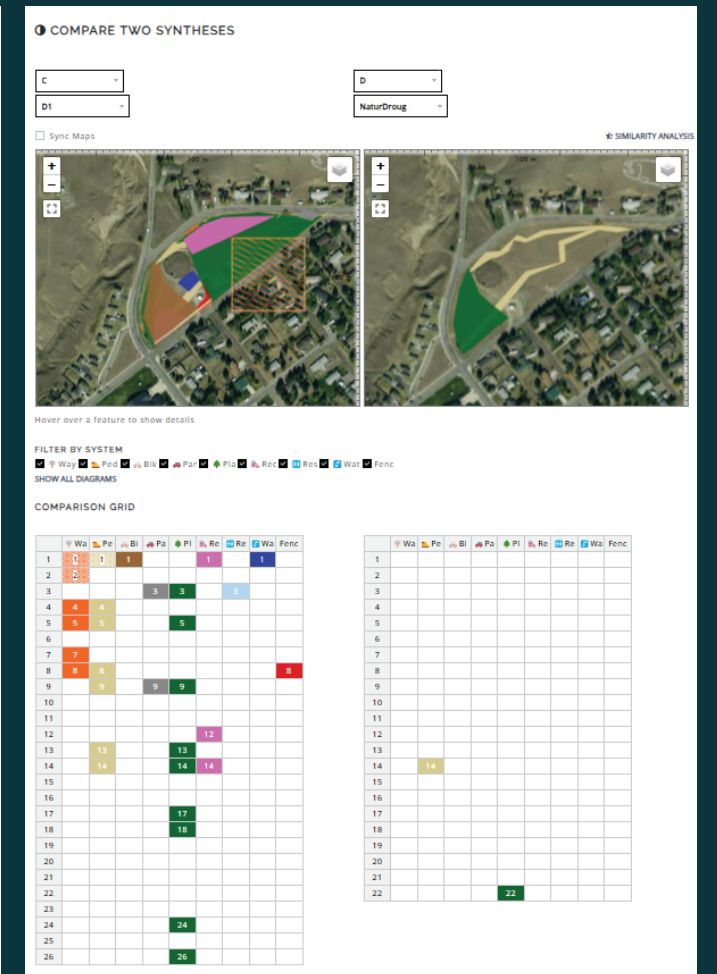 COMPARE TWO SYNTHESES
C D
D1 NaturDroug
Sync Maps SIMILARITY ANALYSIS
+ 100 m + 100 m
− −
Hover over a feature to show details
FILTER BY SYSTEM
Way Ped Bik Par Pla Rec Res Wat Fenc
SHOW ALL DIAGRAMS
COMPARISON GRID
Wa Pe Bi Pa Pl Re Re Wa Fenc Wa Pe Bi Pa Pl Re Re Wa Fenc
1 1 1 1 1 1 1
2 2 2
3 3 3 3 3
4 4 4 4
5 5 5 5 5
6 6
7 7 7
8 8 8 8 8
9 9 9 9 9
10 10
11 11
12 12 12
13 13 13 13
14 14 14 14 14 14
15 15
16 16
17 17 17
18 18 18
19 19
20 20
21 21
22 22 22
23
24 24
25
26 26